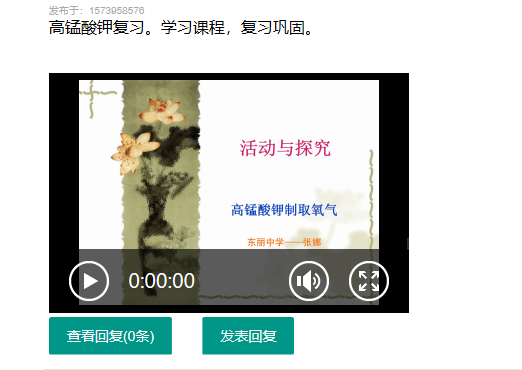 发布于：1573958576
高锰酸钾复习。学习课程，复习巩固。
活动与探究
高锰酸钾制取氧气
东丽中学——张娜
0:00:00
查看回复(0条)
发表回复